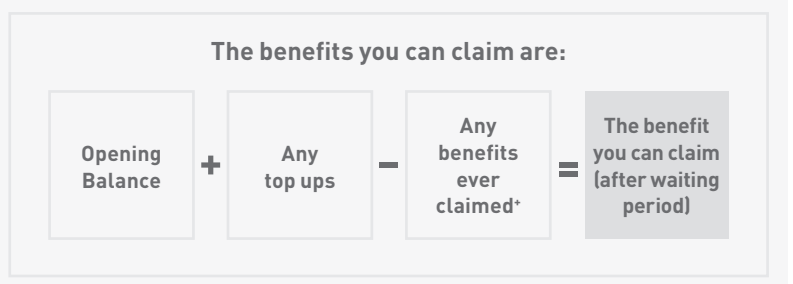 The benefits you can claim are:
Opening
Balance
+
Any
top ups
–
Any
benefits
ever
claimed+
=
The benefit
you can claim
(after waiting
period)